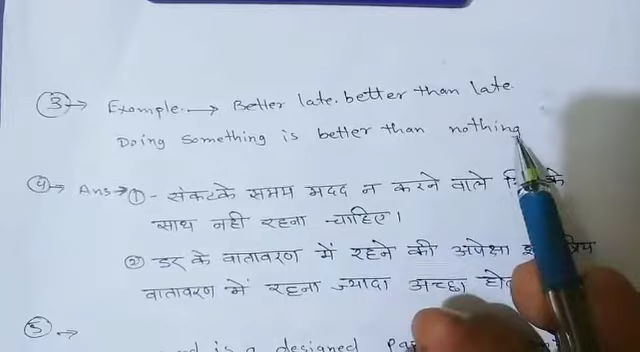 ③→ Example.→ Better late.better than late.
Doing something is better than nothing
④→ Ans→① - संकटके समय मदद न करने वाले के
साथ नही रहना चाहिए।
② डर के वातावरण में रहने की अपेक्षा
वातावरण में रहना ज्यादा अच्छा
⑤→
is a designed